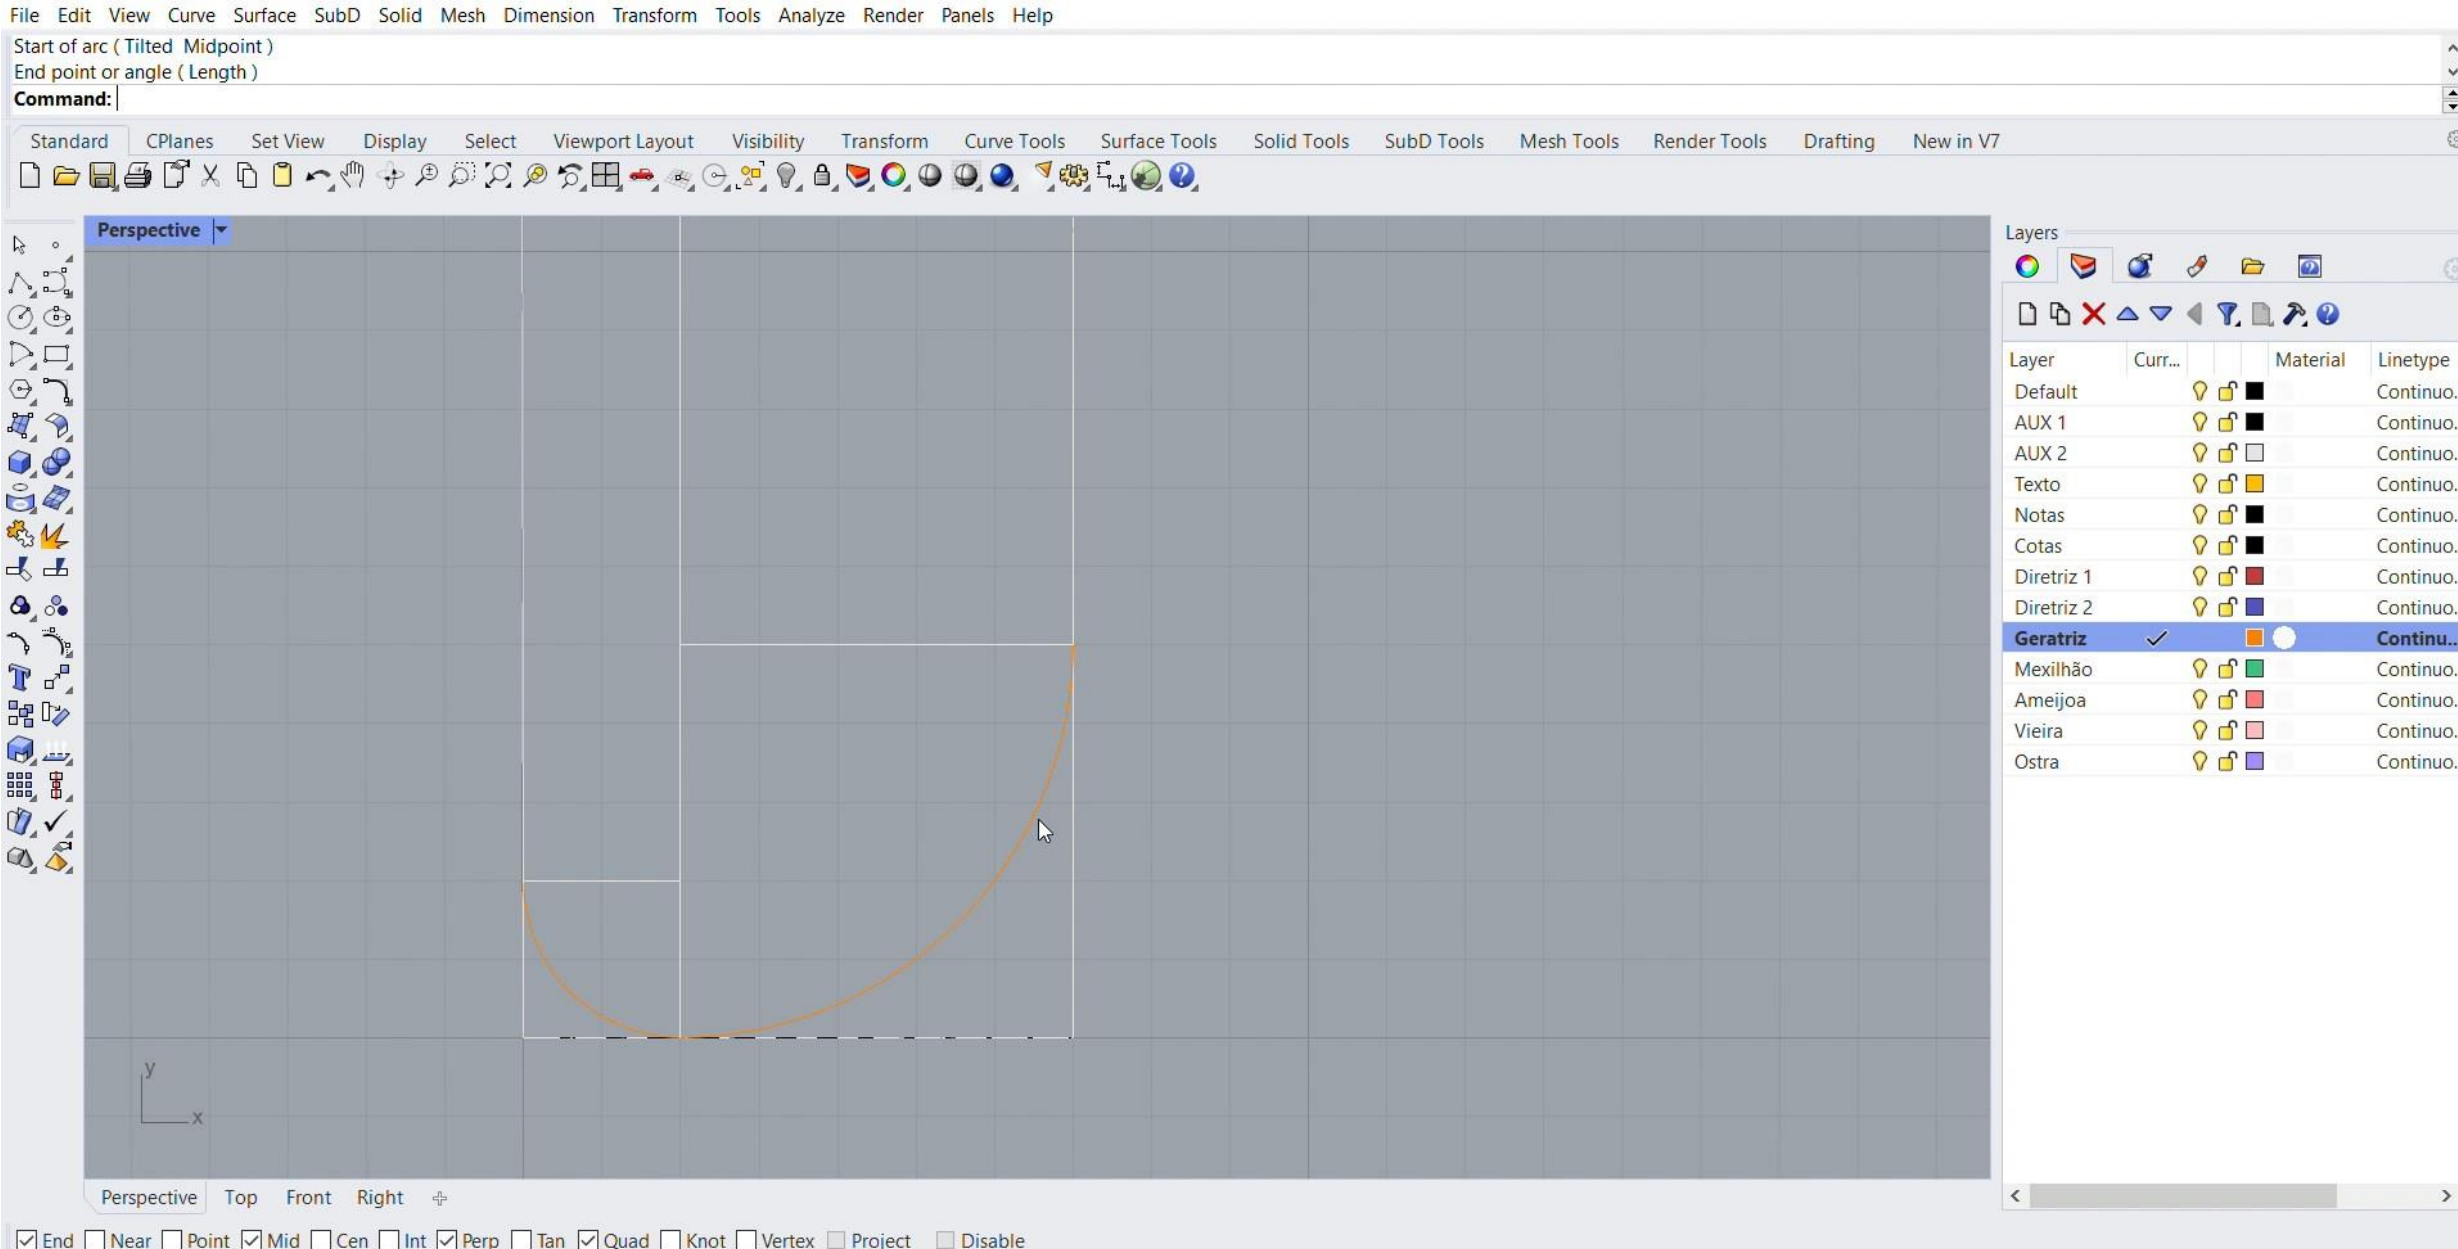 File Edit View Curve Surface SubD Solid Mesh Dimension Transform Tools Analyze Render Panels Help
Start of arc ( Tilted Midpoint )
End point or angle ( Length )
Command:
Standard CPlanes Set View Display Select Viewport Layout Visibility Transform Curve Tools Surface Tools Solid Tools SubD Tools Mesh Tools Render Tools Drafting New in V7
Perspective
y
x
Perspective Top Front Right
End Near Point Mid Cen Int Perp Tan Quad Knot Vertex Project Disable
Layers
Layer Curr... Material Linetype
Default Continuo.
AUX 1 Continuo.
AUX 2 Continuo.
Texto Continuo.
Notas Continuo.
Cotas Continuo.
Diretriz 1 Continuo.
Diretriz 2 Continuo.
Geratriz Continu...
Mexilhão Continuo.
Ameijoa Continuo.
Vieira Continuo.
Ostra Continuo.